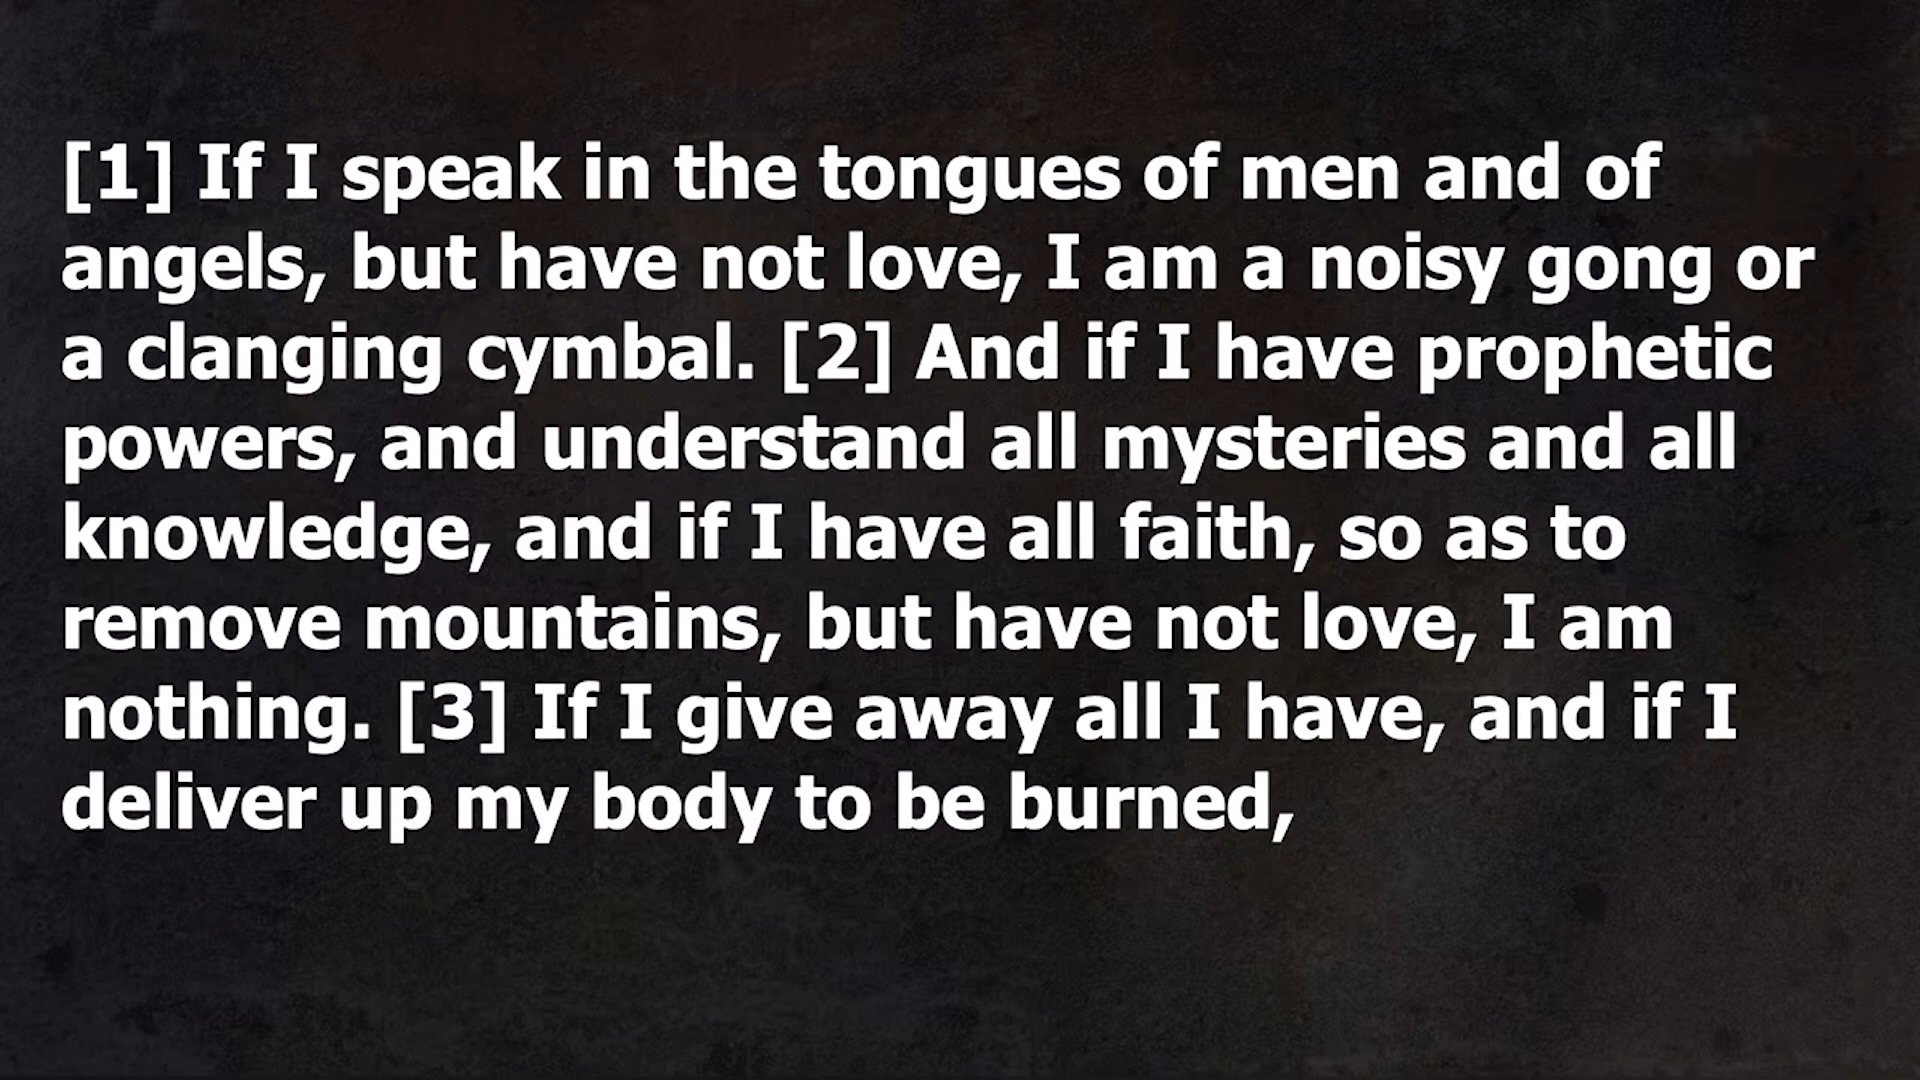 [1] If I speak in the tongues of men and of
angels, but have not love, I am a noisy gong or
a clanging cymbal. [2] And if I have prophetic
powers, and understand all mysteries and all
knowledge, and if I have all faith, so as to
remove mountains, but have not love, I am
nothing. [3] If I give away all I have, and if I
deliver up my body to be burned,